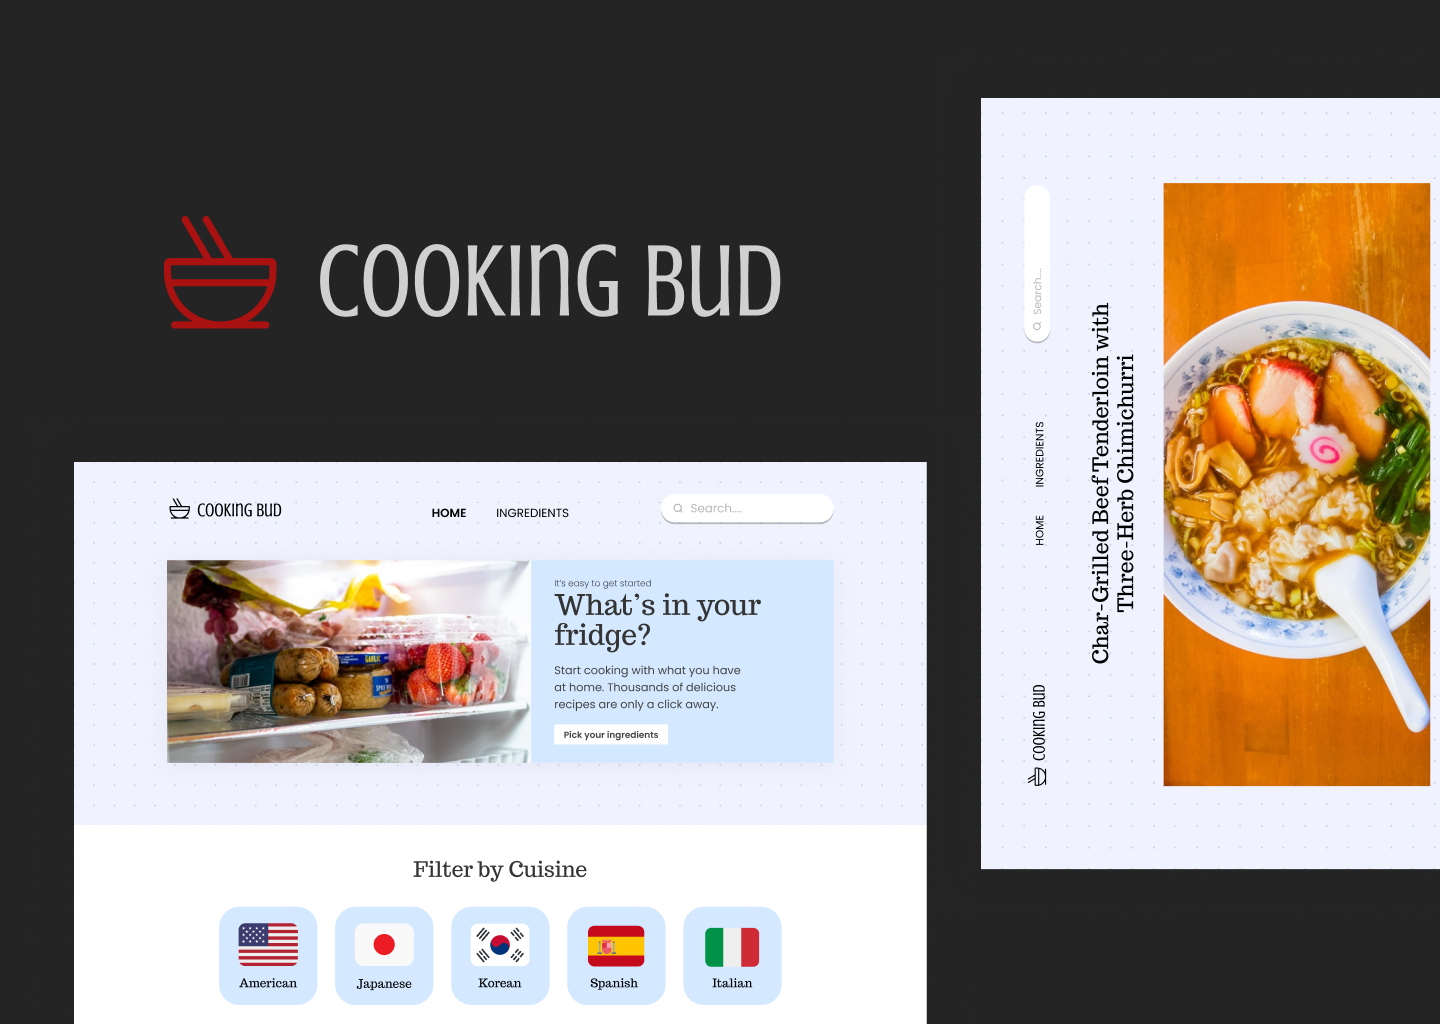 COOKING BUD
COOKING BUD
HOME
INGREDIENTS
Search....
It's easy to get started
What's in your
fridge?
Start cooking with what you have
at home. Thousands of delicious
recipes are only a click away.
Pick your ingredients
Filter by Cuisine
American
Japanese
Korean
Spanish
Italian
COOKING BUD
HOME
INGREDIENTS
Search....
Char-Grilled Beef Tenderloin with
Three-Herb Chimichurri